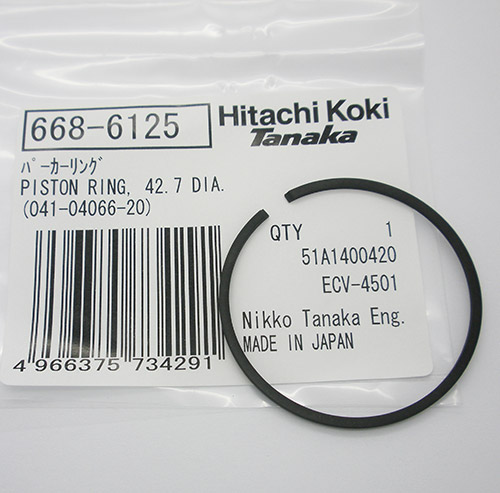 668-6125
Hitachi Koki
Tanaka
パーカーリング
PISTON RING, 42.7 DIA.
(041-04066-20)
QTY 1
51A1400420
ECV-4501
Nikko Tanaka Eng.
MADE IN JAPAN
4 966375 734291